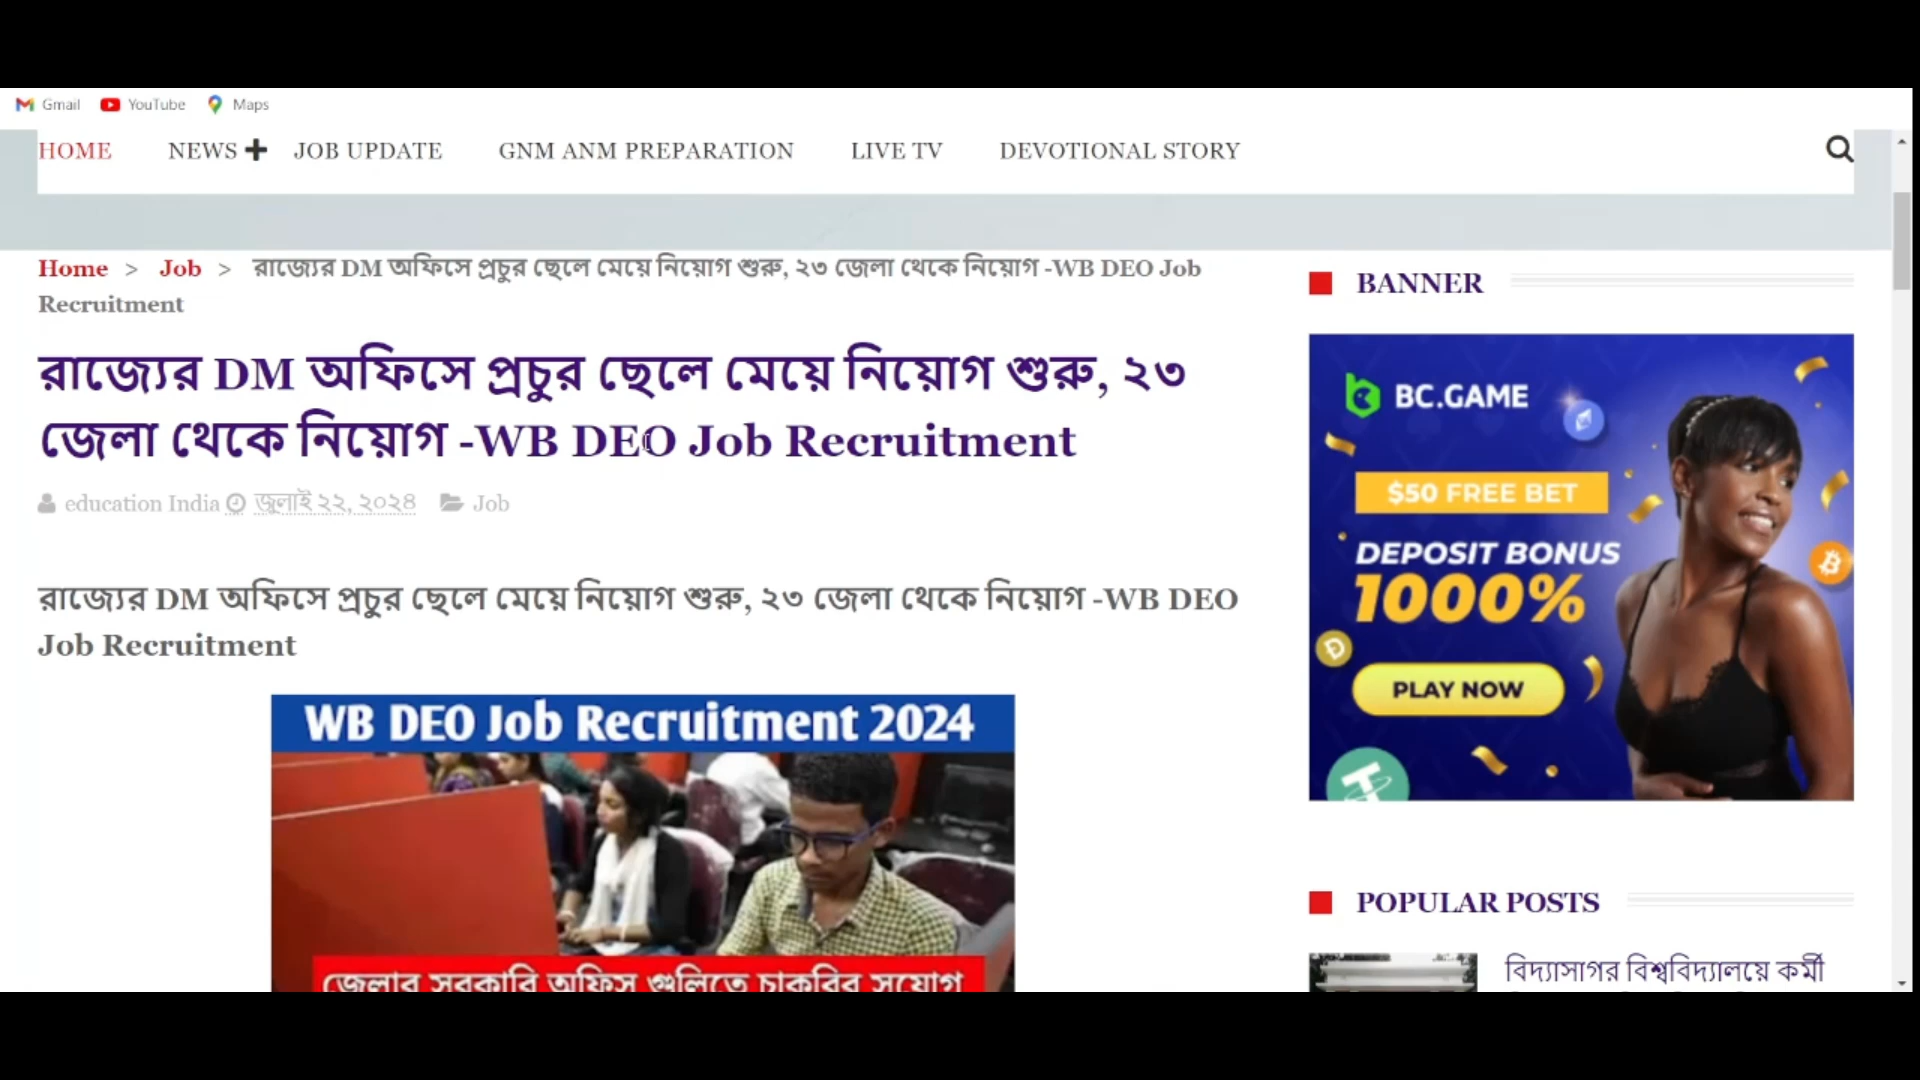 Gmail YouTube Maps
HOME NEWS JOB UPDATE GNM ANM PREPARATION LIVE TV DEVOTIONAL STORY
Home > Job > রাজ্যের DM অফিসে প্রচুর ছেলে মেয়ে নিয়োগ শুরু, ২৩ জেলা থেকে নিয়োগ -WB DEO Job
Recruitment
রাজ্যের DM অফিসে প্রচুর ছেলে মেয়ে নিয়োগ শুরু, ২৩
জেলা থেকে নিয়োগ -WB DEO Job Recruitment
education India জুলাই ২২, ২০২৪ Job
রাজ্যের DM অফিসে প্রচুর ছেলে মেয়ে নিয়োগ শুরু, ২৩ জেলা থেকে নিয়োগ -WB DEO
Job Recruitment
WB DEO Job Recruitment 2024
জেলার সরকারি অফিস গুলিতে চাকরির সুযোগ
BANNER
BC.GAME
$50 FREE BET
DEPOSIT BONUS
1000%
PLAY NOW
POPULAR POSTS
বিদ্যাসাগর বিশ্ববিদ্যালয়ে কর্মী